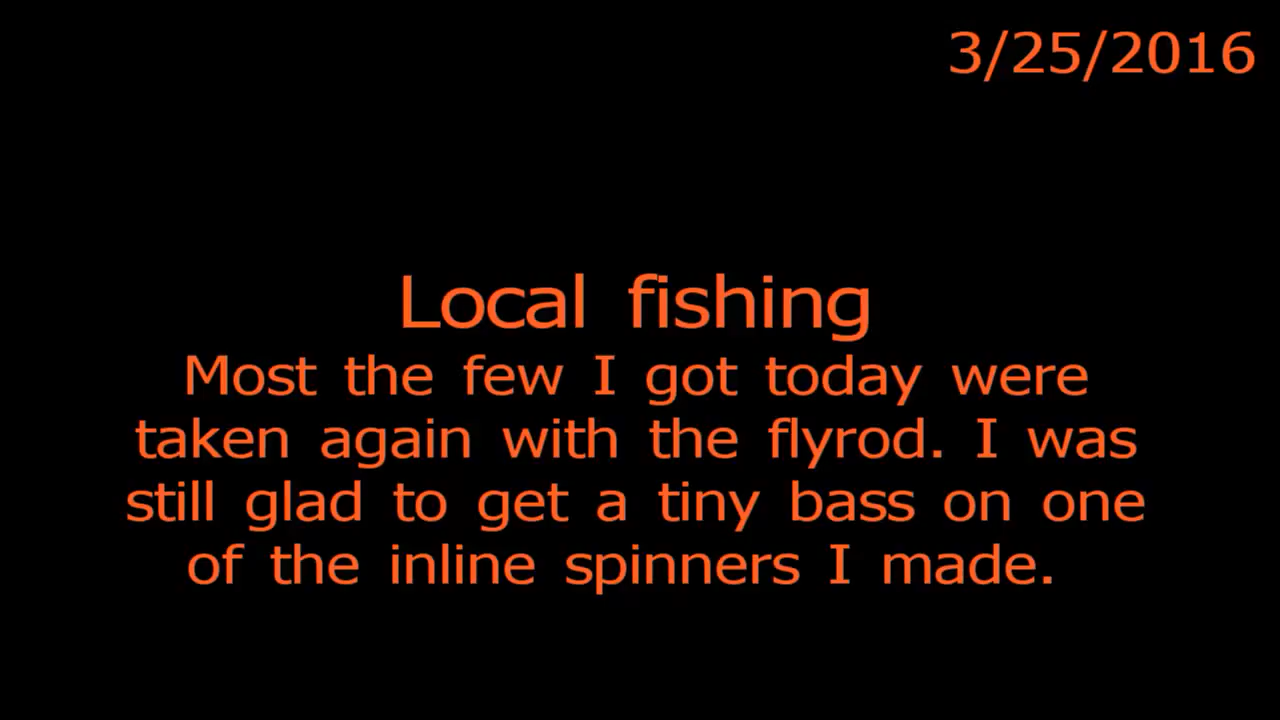 3/25/2016
Local fishing
Most the few I got today were
taken again with the flyrod. I was
still glad to get a tiny bass on one
of the inline spinners I made.